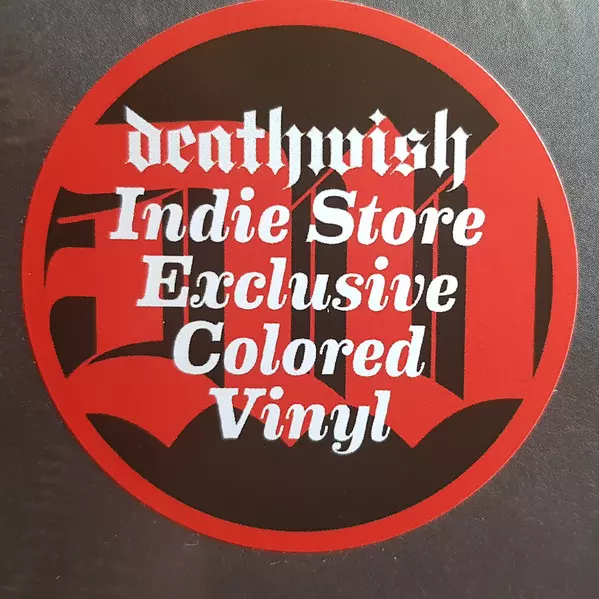 deathwish
Indie Store
Exclusive
Colored
Vinyl